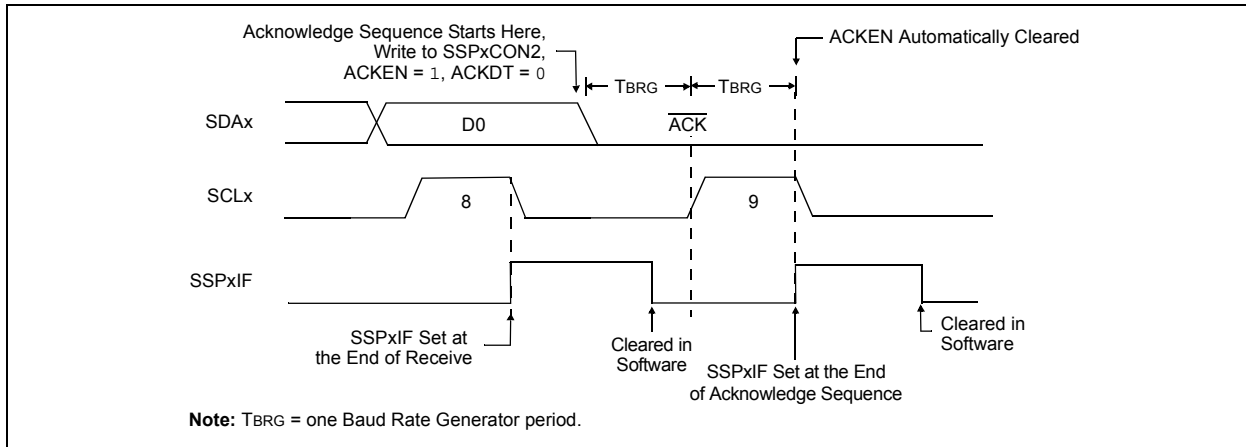 Acknowledge Sequence Starts Here,
Write to SSPxCON2,
ACKEN = 1, ACKDT = 0
ACKEN Automatically Cleared
TBRG
TBRG
SDAx
D0
ACK
SCLx
8
9
SSPxIF
SSPxIF Set at
the End of Receive
Cleared in
Software
SSPxIF Set at the End
of Acknowledge Sequence
Cleared in
Software
Note: TBRG = one Baud Rate Generator period.